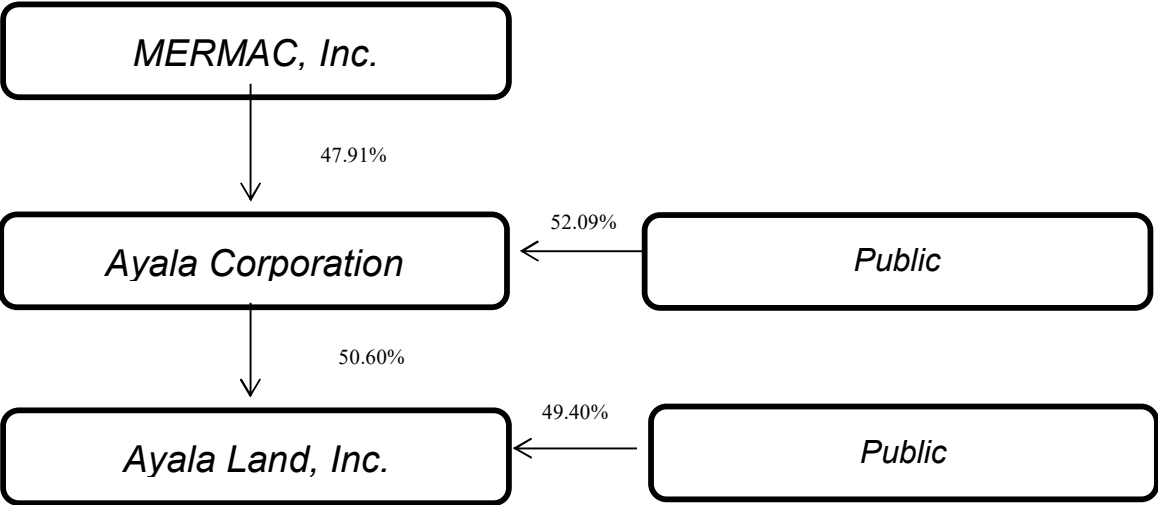 MERMAC, Inc.
47.91%
52.09%
Ayala Corporation
Public
50.60%
49.40%
Ayala Land, Inc.
Public